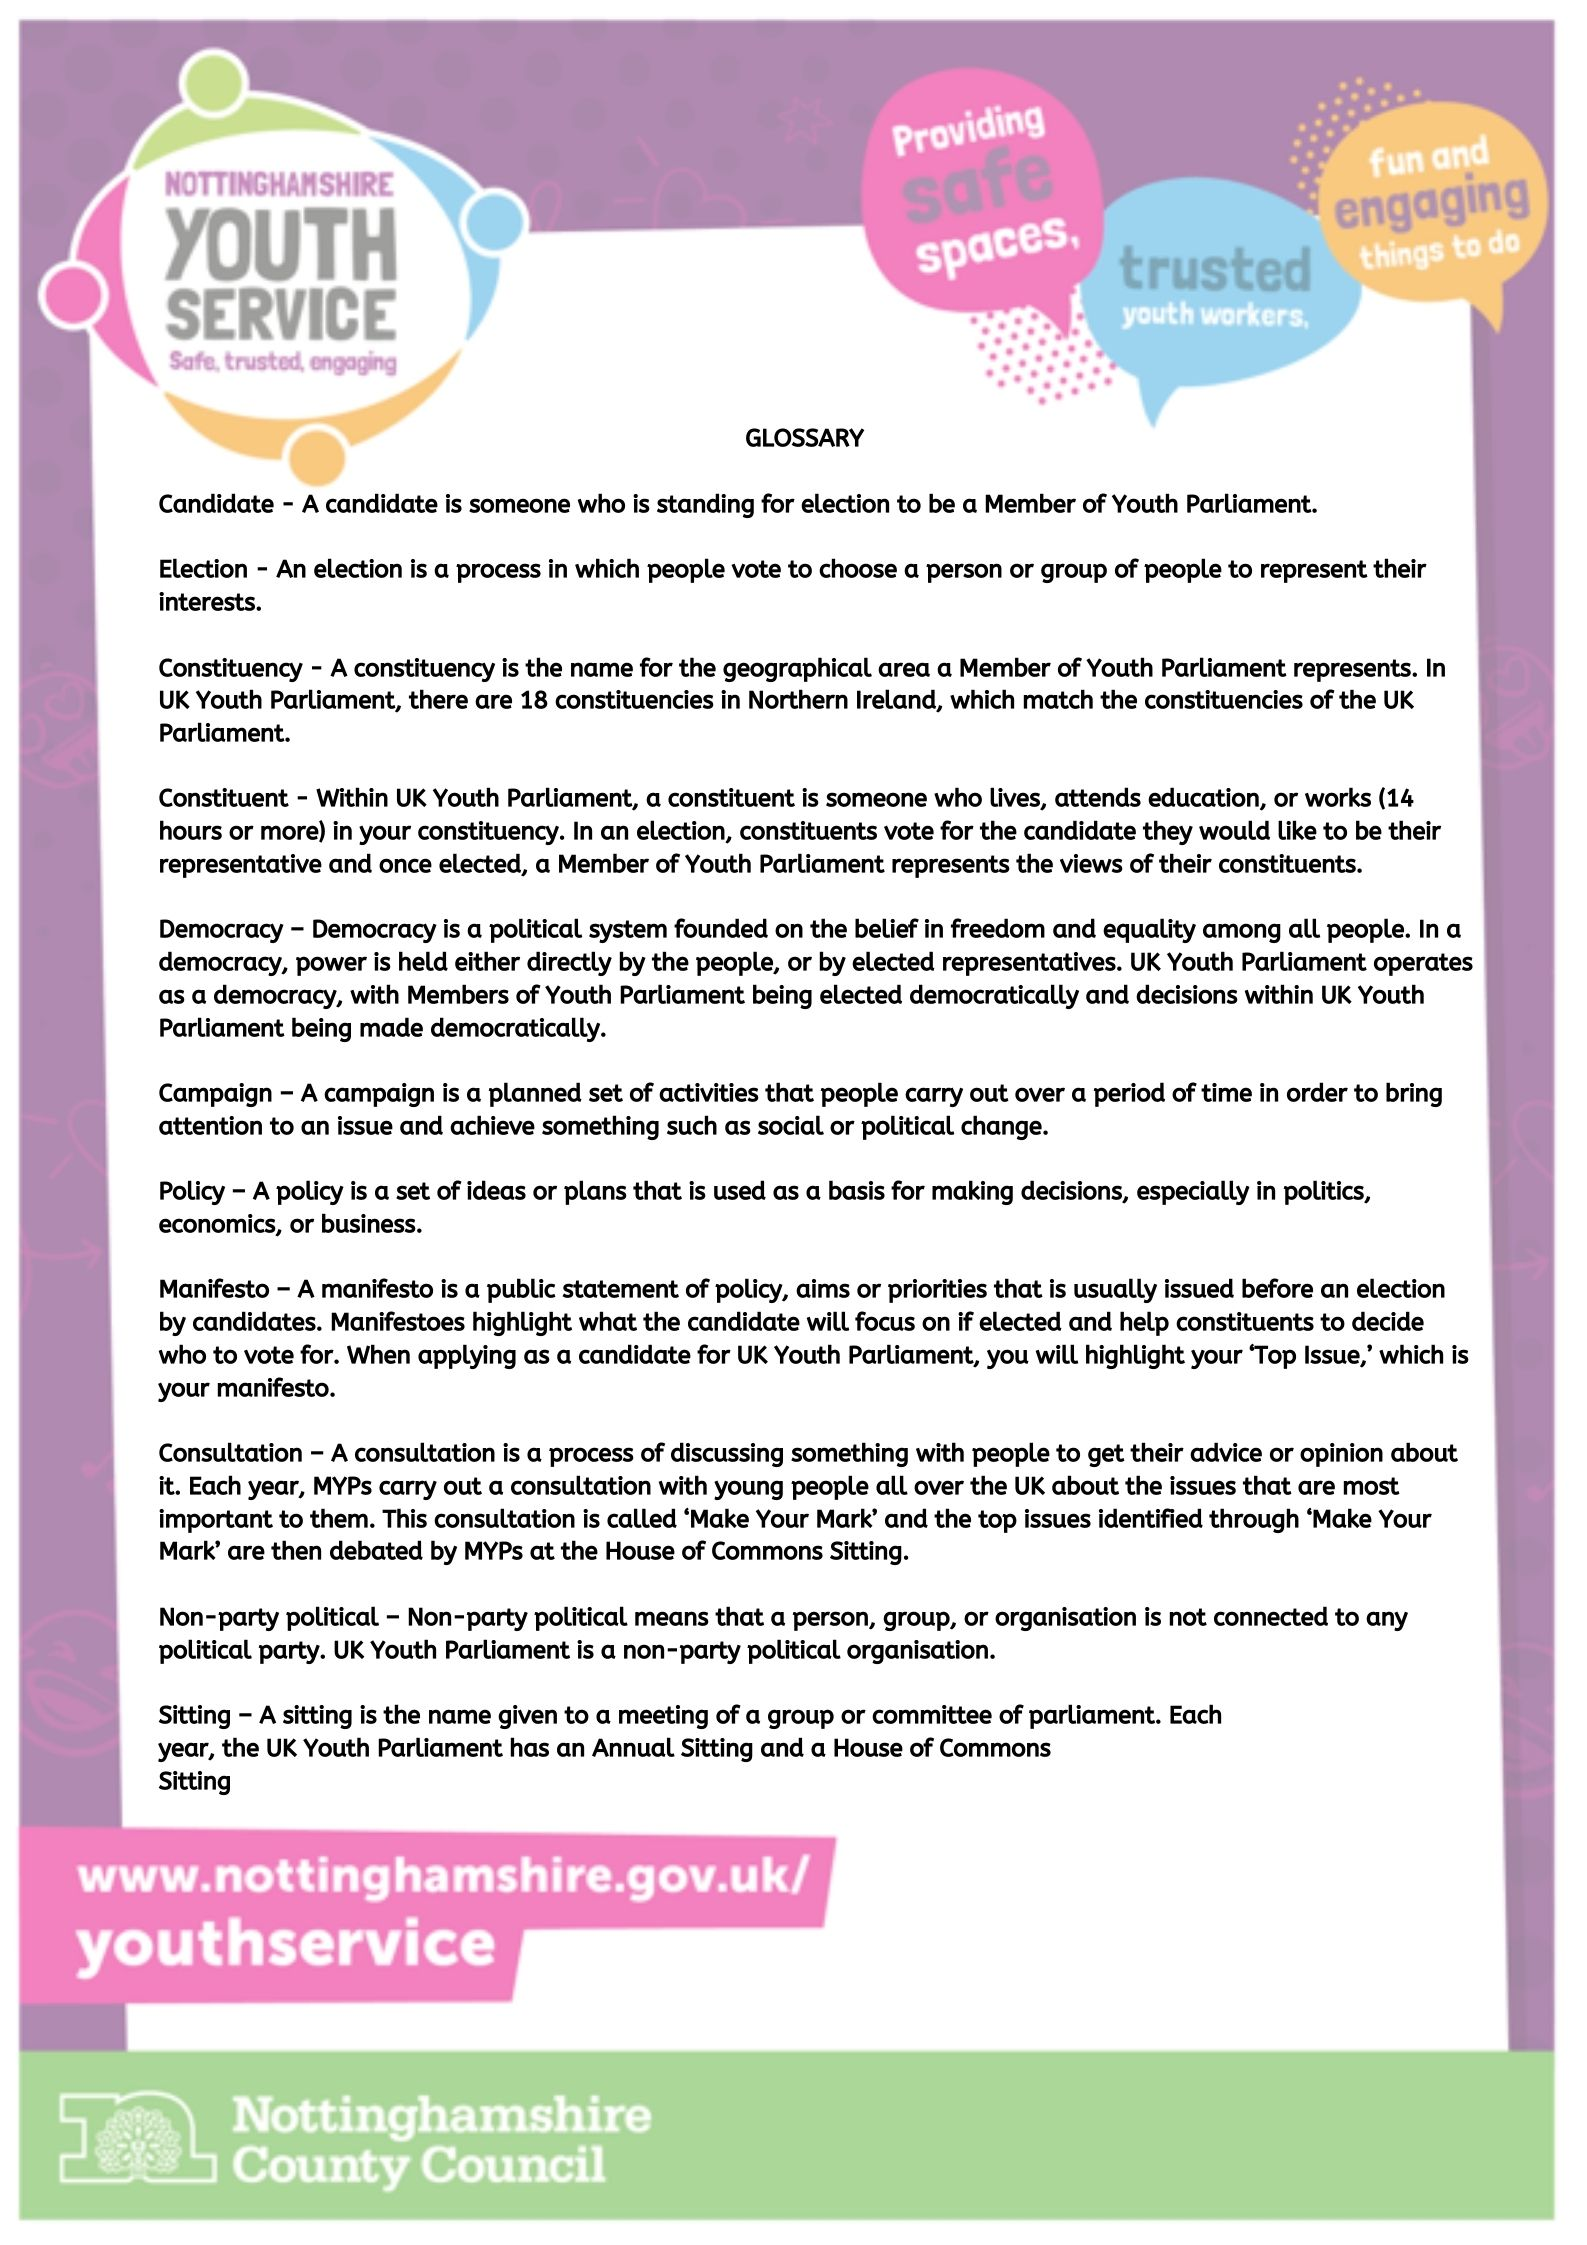 NOTTINGHAMSHIRE
YOUTH
SERVICE
Safe, trusted, engaging
Providing
safe
spaces,
trusted
youth workers,
fun and
engaging
things to do
GLOSSARY
Candidate - A candidate is someone who is standing for election to be a Member of Youth Parliament.
Election - An election is a process in which people vote to choose a person or group of people to represent their
interests.
Constituency - A constituency is the name for the geographical area a Member of Youth Parliament represents. In
UK Youth Parliament, there are 18 constituencies in Northern Ireland, which match the constituencies of the UK
Parliament.
Constituent - Within UK Youth Parliament, a constituent is someone who lives, attends education, or works (14
hours or more) in your constituency. In an election, constituents vote for the candidate they would like to be their
representative and once elected, a Member of Youth Parliament represents the views of their constituents.
Democracy – Democracy is a political system founded on the belief in freedom and equality among all people. In a
democracy, power is held either directly by the people, or by elected representatives. UK Youth Parliament operates
as a democracy, with Members of Youth Parliament being elected democratically and decisions within UK Youth
Parliament being made democratically.
Campaign – A campaign is a planned set of activities that people carry out over a period of time in order to bring
attention to an issue and achieve something such as social or political change.
Policy – A policy is a set of ideas or plans that is used as a basis for making decisions, especially in politics,
economics, or business.
Manifesto – A manifesto is a public statement of policy, aims or priorities that is usually issued before an election
by candidates. Manifestoes highlight what the candidate will focus on if elected and help constituents to decide
who to vote for. When applying as a candidate for UK Youth Parliament, you will highlight your ‘Top Issue,’ which is
your manifesto.
Consultation – A consultation is a process of discussing something with people to get their advice or opinion about
it. Each year, MYPs carry out a consultation with young people all over the UK about the issues that are most
important to them. This consultation is called ‘Make Your Mark’ and the top issues identified through ‘Make Your
Mark’ are then debated by MYPs at the House of Commons Sitting.
Non-party political – Non-party political means that a person, group, or organisation is not connected to any
political party. UK Youth Parliament is a non-party political organisation.
Sitting – A sitting is the name given to a meeting of a group or committee of parliament. Each
year, the UK Youth Parliament has an Annual Sitting and a House of Commons
Sitting
www.nottinghamshire.gov.uk/
youthservice
Nottinghamshire
County Council